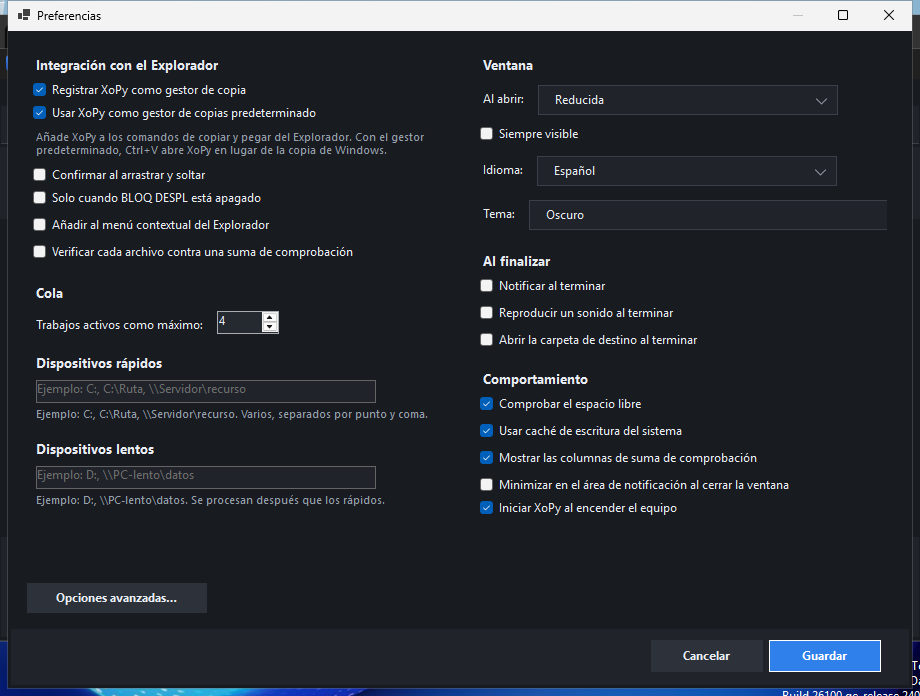 Preferencias
Integración con el Explorador
Registrar XoPy como gestor de copia
Usar XoPy como gestor de copias predeterminado
Añade XoPy a los comandos de copiar y pegar del Explorador. Con el gestor
predeterminado, Ctrl+V abre XoPy en lugar de la copia de Windows.
Confirmar al arrastrar y soltar
Solo cuando BLOQ DESPL está apagado
Añadir al menú contextual del Explorador
Verificar cada archivo contra una suma de comprobación
Cola
Trabajos activos como máximo: 4
Dispositivos rápidos
Ejemplo: C:, C:\Ruta, \\Servidor\recurso
Ejemplo: C:, C:\Ruta, \\Servidor\recurso. Varios, separados por punto y coma.
Dispositivos lentos
Ejemplo: D:, \\PC-lento\datos
Ejemplo: D:, \\PC-lento\datos. Se procesan después que los rápidos.
Opciones avanzadas...
Ventana
Al abrir: Reducida
Siempre visible
Idioma: Español
Tema: Oscuro
Al finalizar
Notificar al terminar
Reproducir un sonido al terminar
Abrir la carpeta de destino al terminar
Comportamiento
Comprobar el espacio libre
Usar caché de escritura del sistema
Mostrar las columnas de suma de comprobación
Minimizar en el área de notificación al cerrar la ventana
Iniciar XoPy al encender el equipo
Cancelar
Guardar